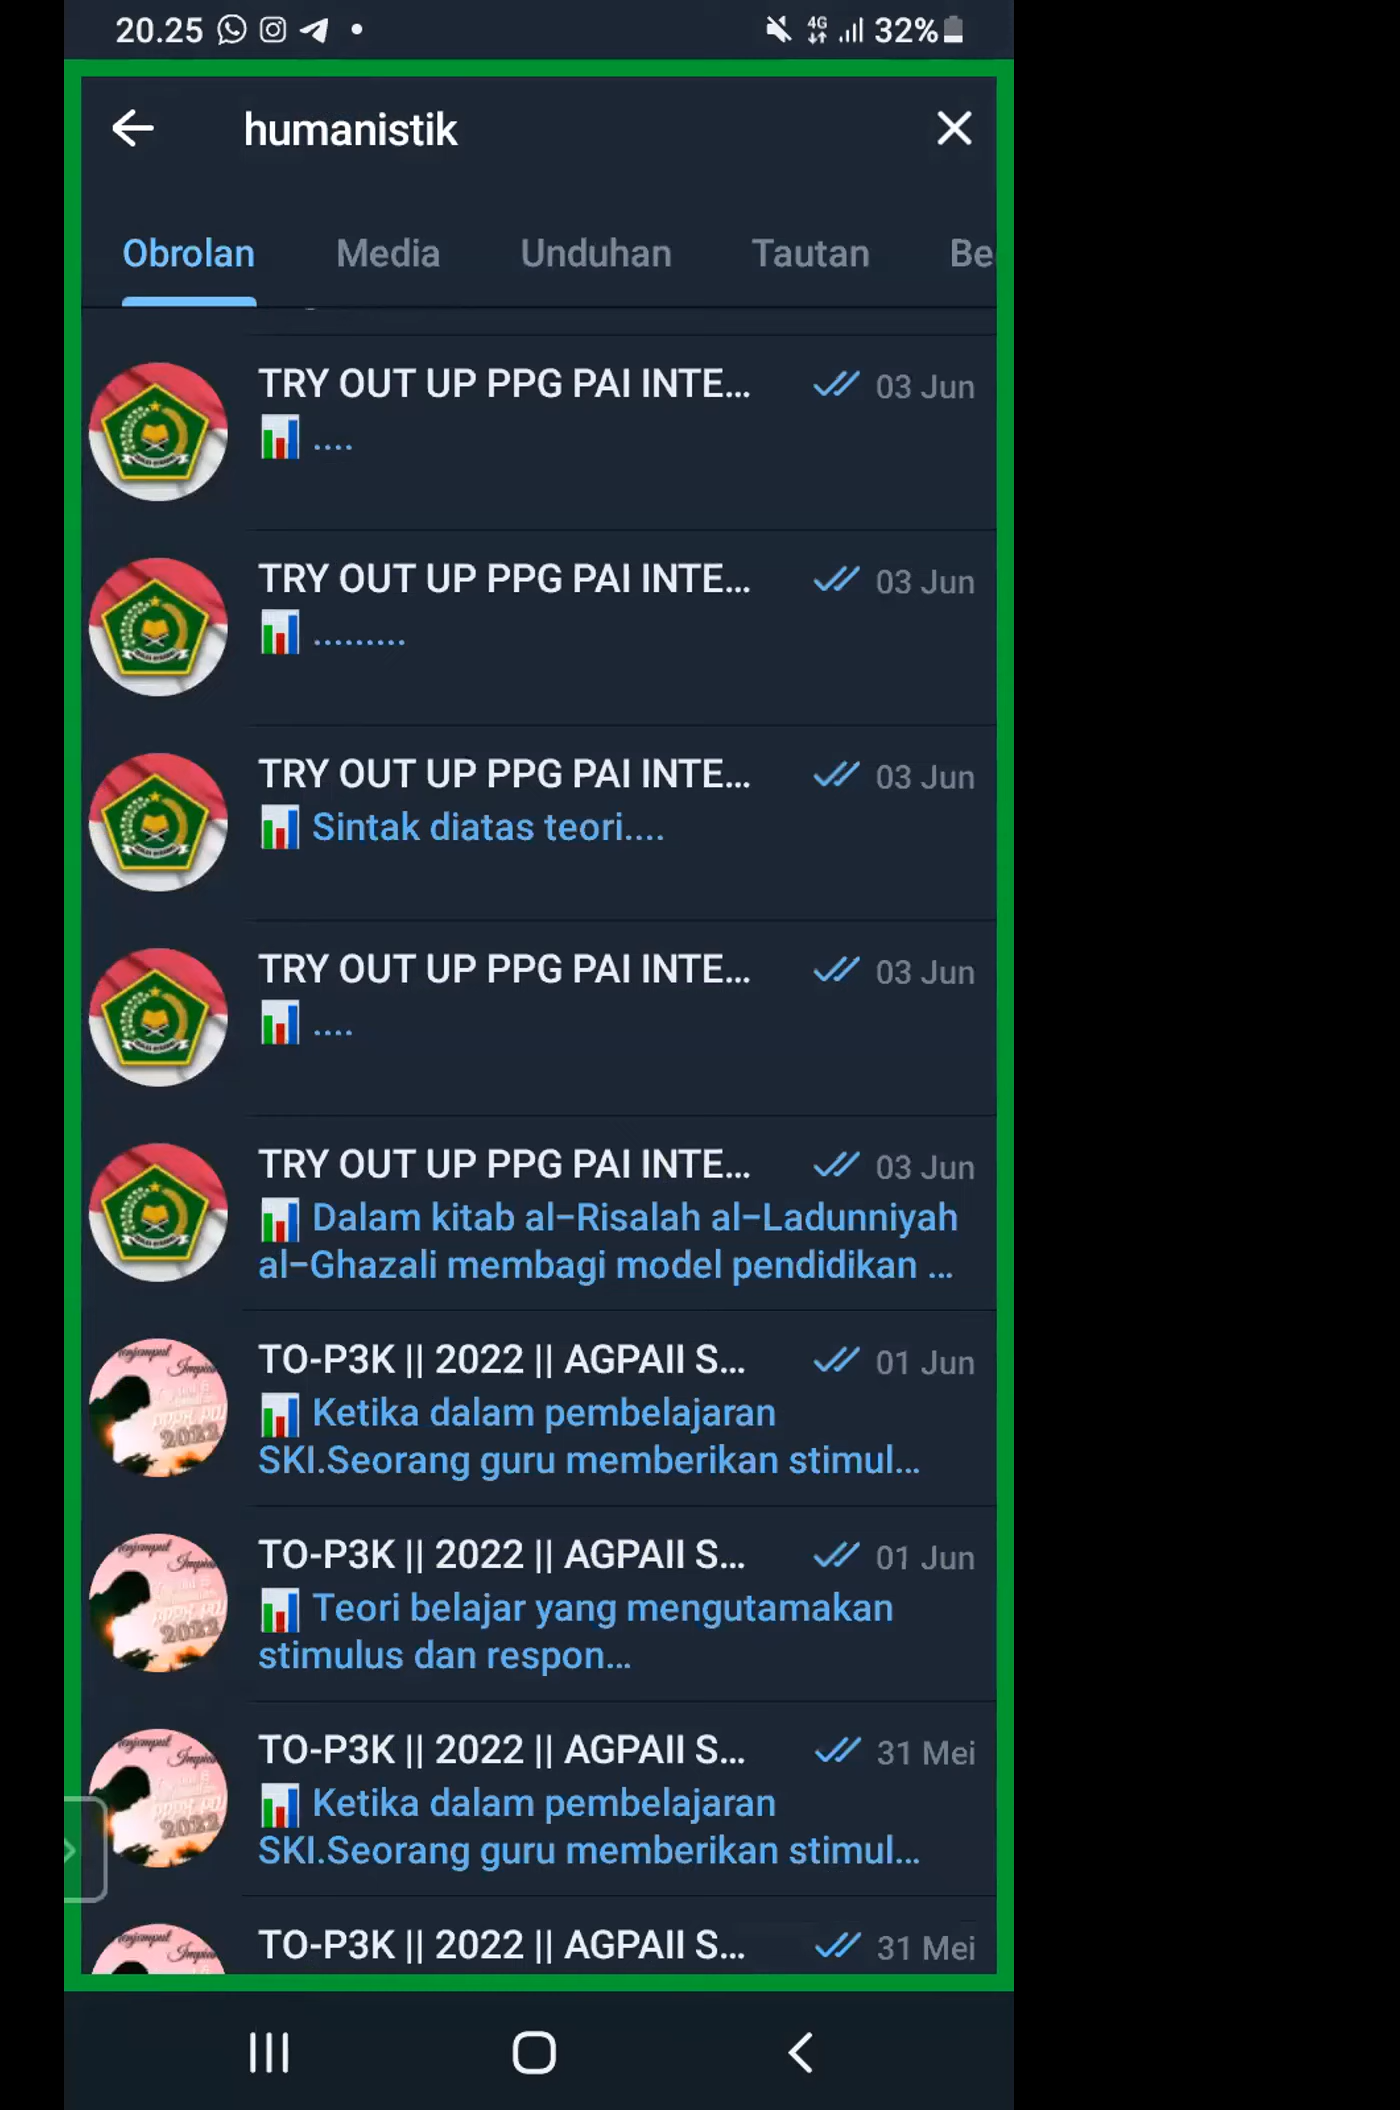 20.25
4G 32%
humanistik
Obrolan Media Unduhan Tautan Be
TRY OUT UP PPG PAI INTE... 03 Jun
....
TRY OUT UP PPG PAI INTE... 03 Jun
.........
TRY OUT UP PPG PAI INTE... 03 Jun
Sintak diatas teori....
TRY OUT UP PPG PAI INTE... 03 Jun
....
TRY OUT UP PPG PAI INTE... 03 Jun
Dalam kitab al-Risalah al-Ladunniyah
al-Ghazali membagi model pendidikan ...
TO-P3K || 2022 || AGPAII S... 01 Jun
Ketika dalam pembelajaran
SKI.Seorang guru memberikan stimul...
TO-P3K || 2022 || AGPAII S... 01 Jun
Teori belajar yang mengutamakan
stimulus dan respon...
TO-P3K || 2022 || AGPAII S... 31 Mei
Ketika dalam pembelajaran
SKI.Seorang guru memberikan stimul...
TO-P3K || 2022 || AGPAII S... 31 Mei